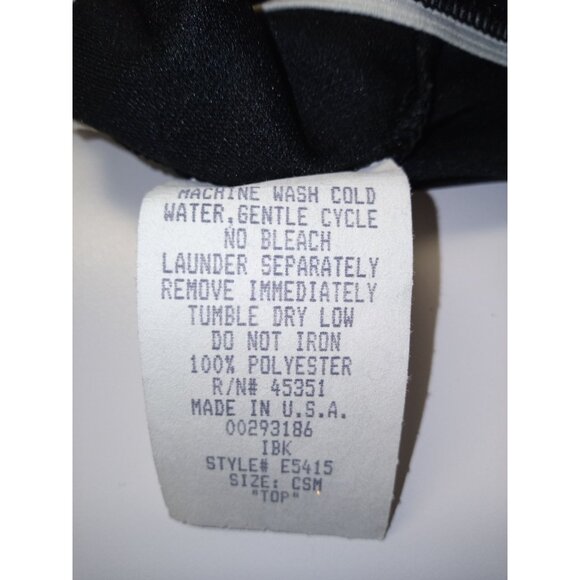 MACHINE WASH COLD
WATER,GENTLE CYCLE
NO BLEACH
LAUNDER SEPARATELY
REMOVE IMMEDIATELY
TUMBLE DRY LOW
DO NOT IRON
100% POLYESTER
R/N# 45351
MADE IN U.S.A.
00293186
IBK
STYLE# E5415
SIZE: CSM
"TOP"